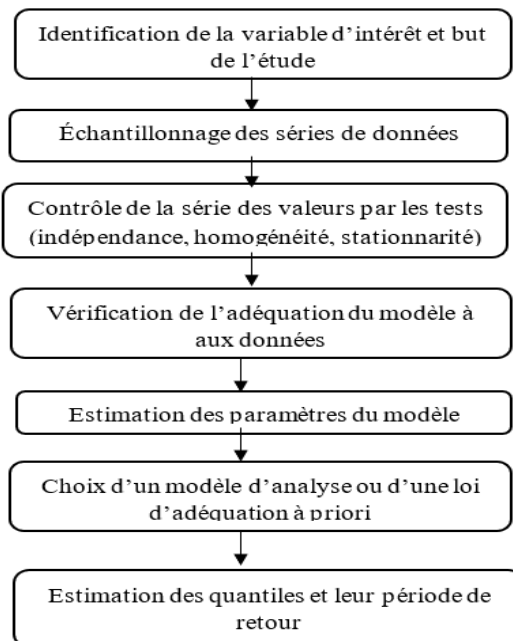 Identification de la variable d’intérêt et but
de l’étude
Échantillonnage des séries de données
Contrôle de la série des valeurs par les tests
(indépendance, homogénéité, stationnarité)
Vérification de l’adéquation du modèle à
aux données
Estimation des paramètres du modèle
Choix d’un modèle d’analyse ou d’une loi
d’adéquation à priori
Estimation des quantiles et leur période de
retour